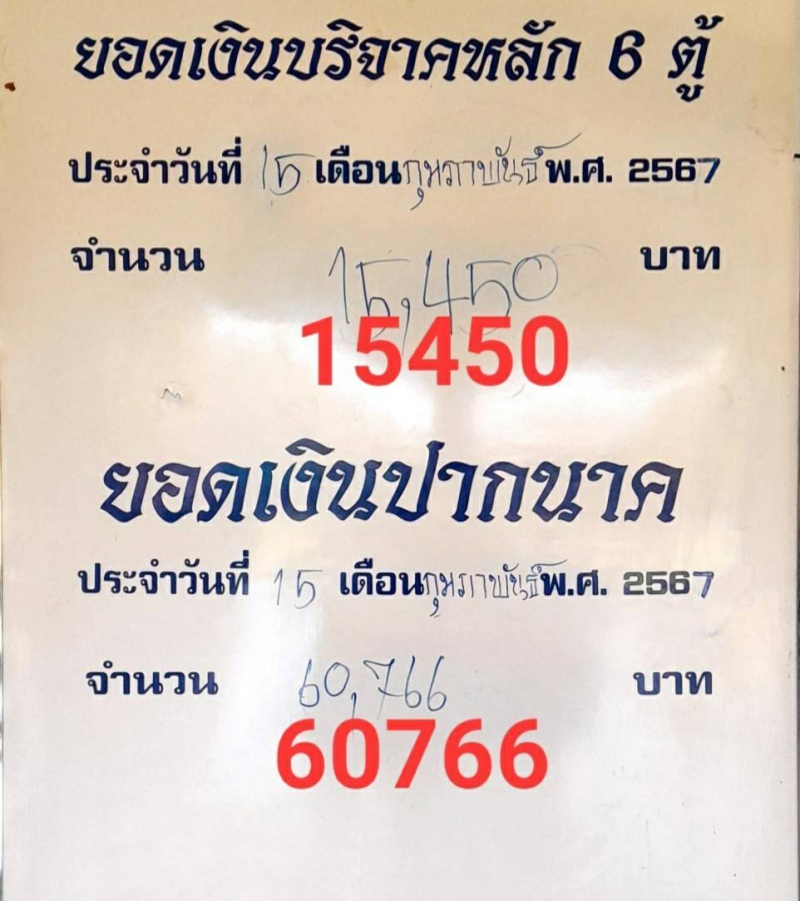 ยอดเงินบริจาคหลัก 6 ตู้
ประจำวันที่ 15 เดือนกุมภาพันธ์ พ.ศ. 2567
จำนวน 15,450 บาท
15450
ยอดเงินปากนาค
ประจำวันที่ 15 เดือนกุมภาพันธ์ พ.ศ. 2567
จำนวน 60,766 บาท
60766